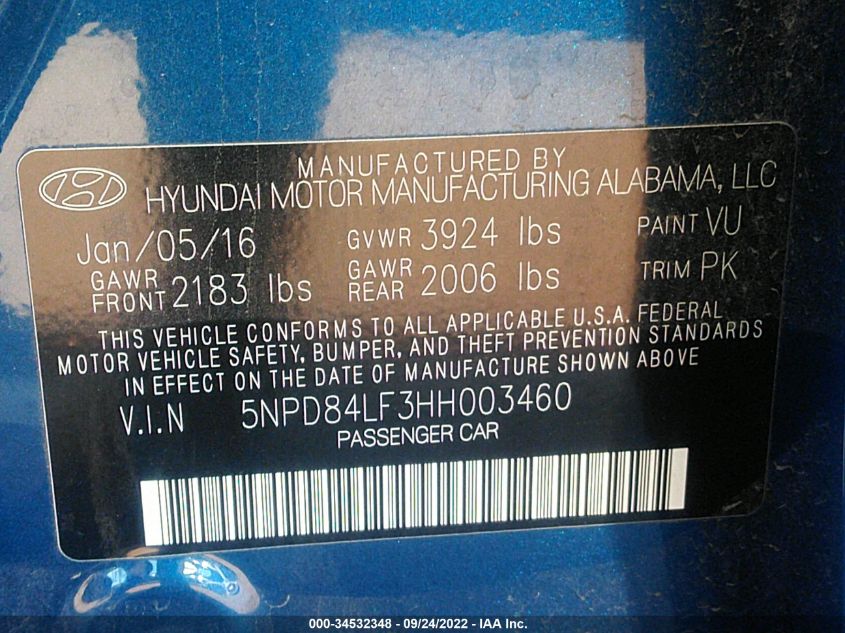 MANUFACTURED BY
HYUNDAI MOTOR MANUFACTURING ALABAMA, LLC
Jan/05/16 GVWR 3924 lbs PAINT VU
GAWR FRONT 2183 lbs GAWR REAR 2006 lbs TRIM PK
THIS VEHICLE CONFORMS TO ALL APPLICABLE U.S.A. FEDERAL
MOTOR VEHICLE SAFETY, BUMPER, AND THEFT PREVENTION STANDARDS
IN EFFECT ON THE DATE OF MANUFACTURE SHOWN ABOVE
V.I.N 5NPD84LF3HH003460
PASSENGER CAR
000-34532348 - 09/24/2022 - IAA Inc.